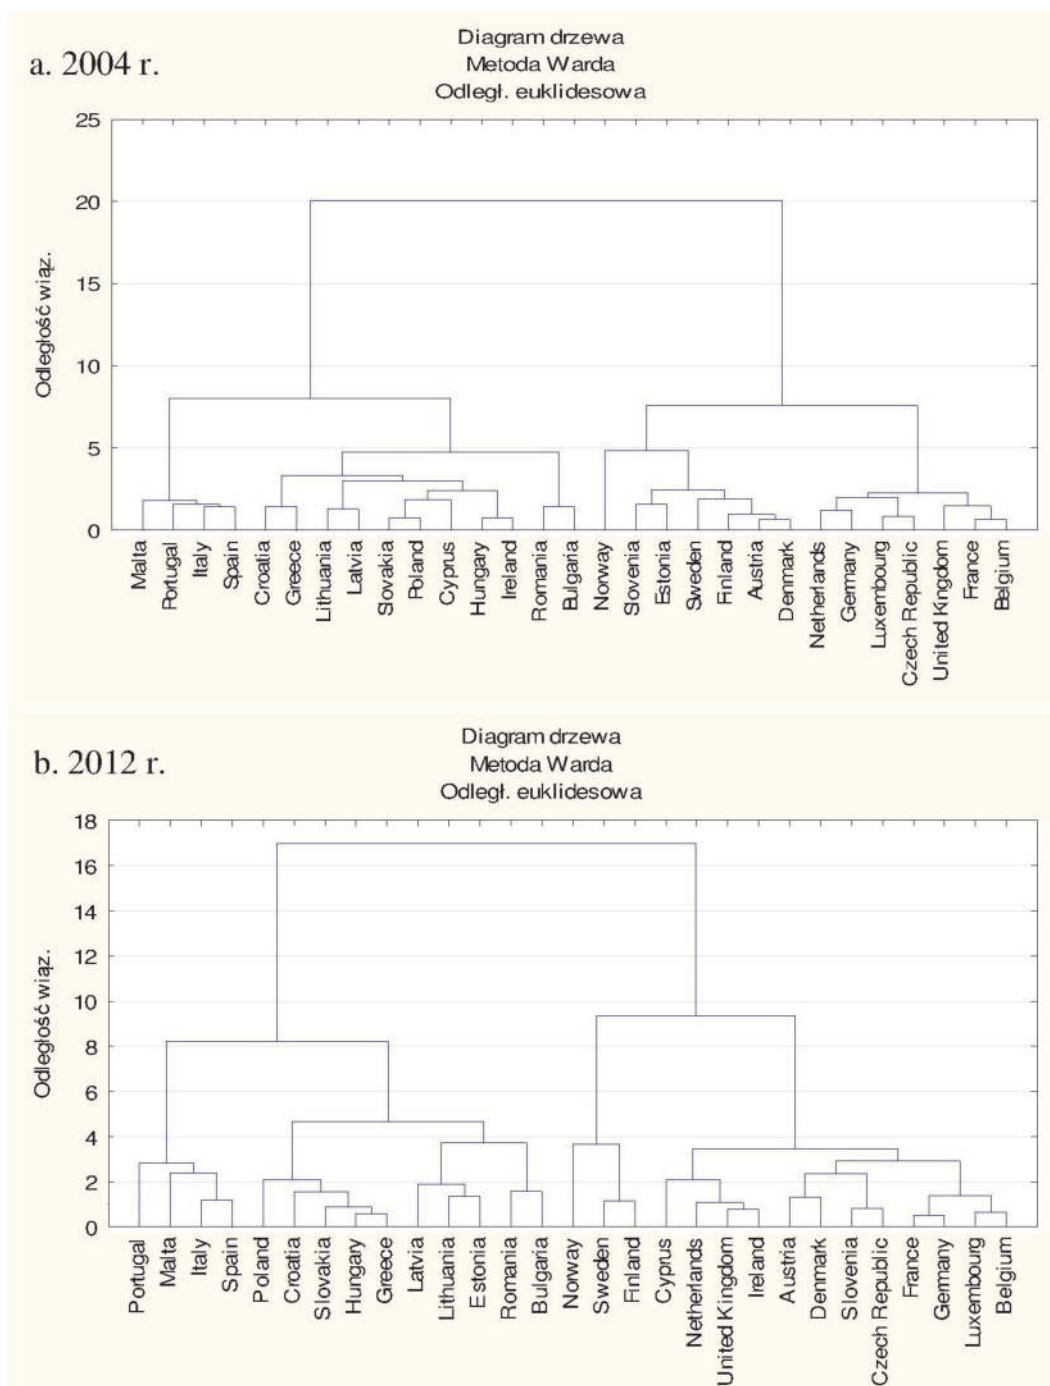 a. 2004 r.
Diagram drzewa
Metoda Warda
Odległ. euklidesowa
Odległość wiąz.
25
20
15
10
5
0
Malta
Portugal
Italy
Spain
Croatia
Greece
Lithuania
Latvia
Slovakia
Poland
Cyprus
Hungary
Ireland
Romania
Bulgaria
Norway
Slovenia
Estonia
Sweden
Finland
Austria
Denmark
Netherlands
Germany
Luxembourg
Czech Republic
United Kingdom
France
Belgium
b. 2012 r.
Diagram drzewa
Metoda Warda
Odległ. euklidesowa
Odległość wiąz.
18
16
14
12
10
8
6
4
2
0
Portugal
Malta
Italy
Spain
Poland
Croatia
Slovakia
Hungary
Greece
Latvia
Lithuania
Estonia
Romania
Bulgaria
Norway
Sweden
Finland
Cyprus
Netherlands
United Kingdom
Ireland
Austria
Denmark
Slovenia
Czech Republic
France
Germany
Luxembourg
Belgium